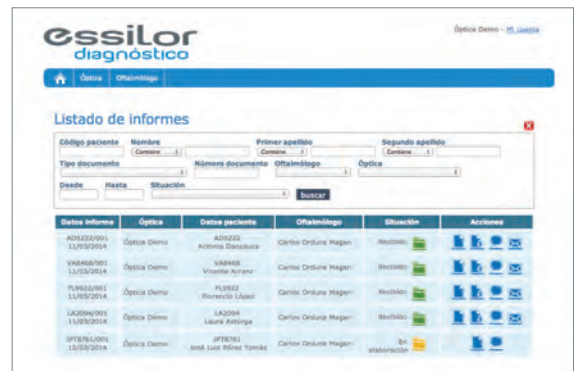 essilor
diagnóstico
Óptica Demo - Mi cuenta
Óptica Oftalmólogo
Listado de informes
Código paciente Nombre Primer apellido Segundo apellido
Contiene Contiene Contiene
Tipo documento Número documento Oftalmólogo Óptica
Desde Hasta Situación
buscar
Datos informe Óptica Datos paciente Oftalmólogo Situación Acciones
ADS222/001 Óptica Demo ADS222 Carlos Orduna Magan Recibido
11/03/2014 Antonia
VA8468/001 Óptica Demo VA8468 Carlos Orduna Magan Recibido
11/03/2014 Vicente Arranz
FL9922/001 Óptica Demo FL9922 Carlos Orduna Magan Recibido
11/03/2014 Florencio López
LA2094/001 Óptica Demo LA2094 Carlos Orduna Magan Recibido
11/03/2014 Laura Astorga
JPT8761/001 Óptica Demo JPT8761 Carlos Orduna Magan En
12/03/2014 José Luis Pérez Tomás elaboración